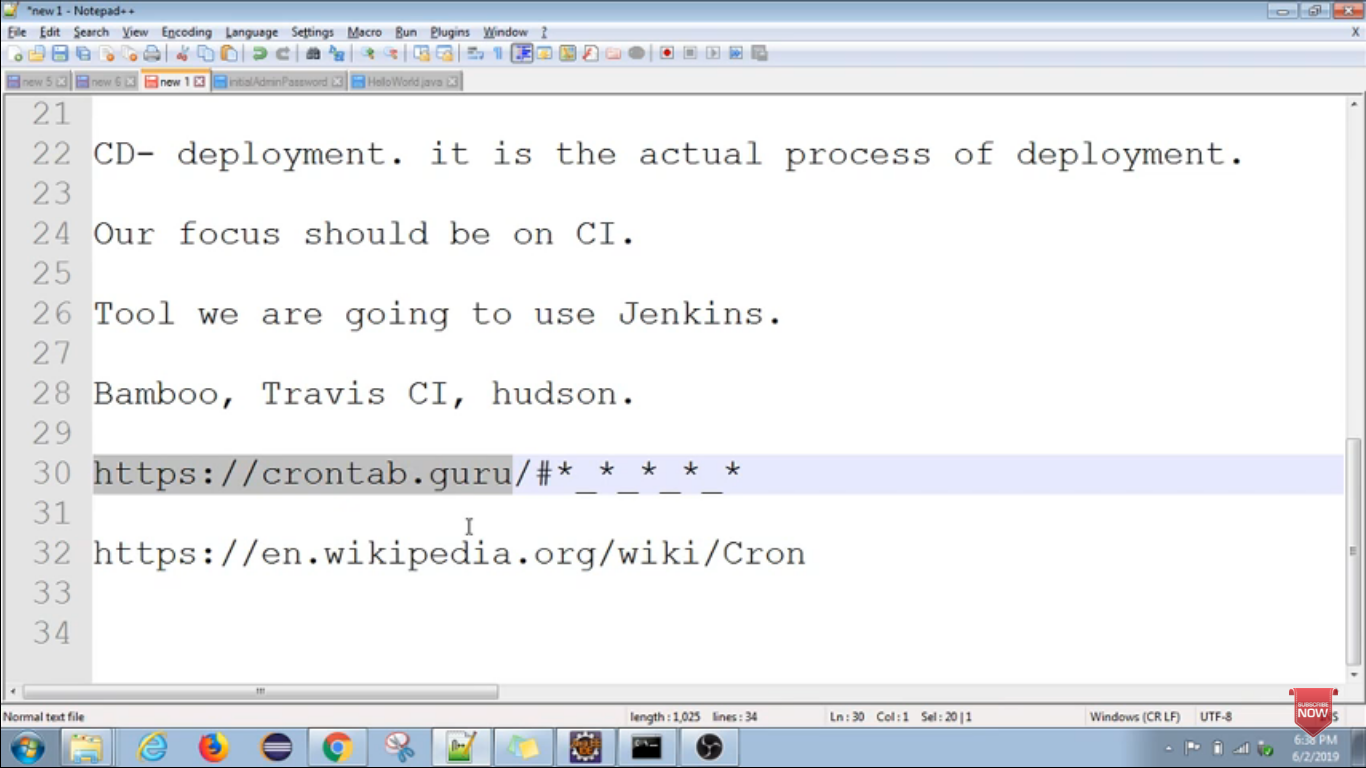 *new 1 - Notepad++
File Edit Search View Encoding Language Settings Macro Run Plugins Window ? X
new 5 new 6 new 1 initialAdminPassword HelloWorld.java
21
22 CD- deployment. it is the actual process of deployment.
23
24 Our focus should be on CI.
25
26 Tool we are going to use Jenkins.
27
28 Bamboo, Travis CI, hudson.
29
30 https://crontab.guru/#*_*_*_*_*
31
32 https://en.wikipedia.org/wiki/Cron
33
34
Normal text file length : 1,025 lines : 34 Ln : 30 Col : 1 Sel : 20 | 1 Windows (CR LF) UTF-8
SUBSCRIBE
NOW
6:38 PM
6/2/2019